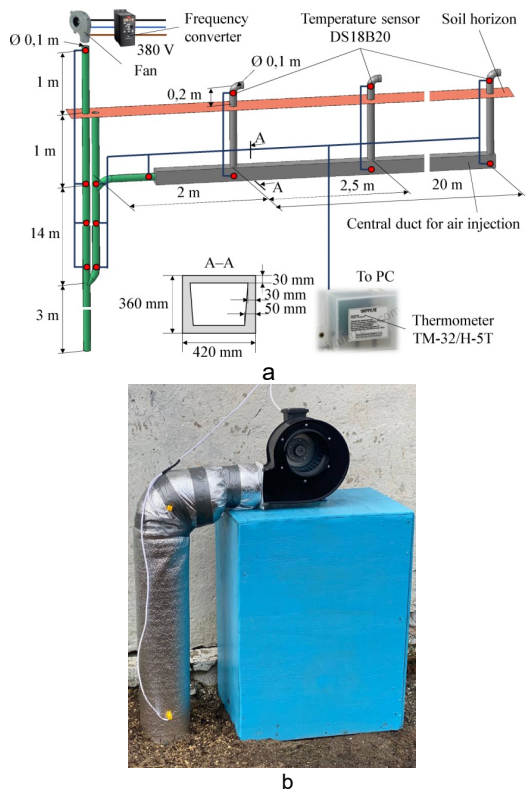 Frequency
converter
380 V
Ø 0,1 m
Fan
Temperature sensor
DS18B20
Soil horizon
Ø 0,1 m
0,2 m
1 m
1 m
A
A
2 m
2,5 m
20 m
Central duct for air injection
14 m
3 m
A–A
30 mm
30 mm
50 mm
360 mm
420 mm
To PC
Thermometer
TM-32/H-5T
a
b